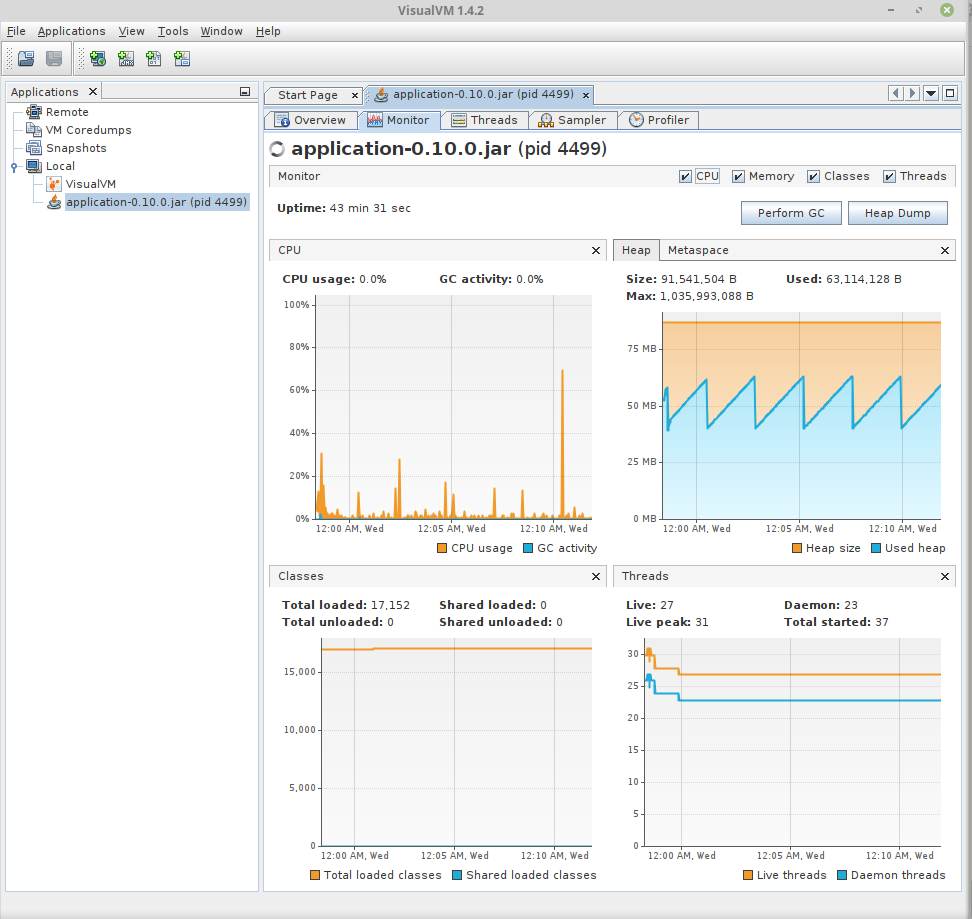 VisualVM 1.4.2
File Applications View Tools Window Help
Applications
Remote
VM Coredumps
Snapshots
Local
VisualVM
application-0.10.0.jar (pid 4499)
Start Page
application-0.10.0.jar (pid 4499)
Overview Monitor Threads Sampler Profiler
application-0.10.0.jar (pid 4499)
Monitor
CPU Memory Classes Threads
Uptime: 43 min 31 sec
Perform GC Heap Dump
CPU
CPU usage: 0.0% GC activity: 0.0%
100%
80%
60%
40%
20%
0%
12:00 AM, Wed 12:05 AM, Wed 12:10 AM, Wed
CPU usage GC activity
Heap Metaspace
Size: 91,541,504 B Used: 63,114,128 B
Max: 1,035,993,088 B
75 MB
50 MB
25 MB
0 MB
12:00 AM, Wed 12:05 AM, Wed 12:10 AM, Wed
Heap size Used heap
Classes
Total loaded: 17,152 Shared loaded: 0
Total unloaded: 0 Shared unloaded: 0
15,000
10,000
5,000
0
12:00 AM, Wed 12:05 AM, Wed 12:10 AM, Wed
Total loaded classes Shared loaded classes
Threads
Live: 27 Daemon: 23
Live peak: 31 Total started: 37
30
25
20
15
10
5
0
12:00 AM, Wed 12:05 AM, Wed 12:10 AM, Wed
Live threads Daemon threads